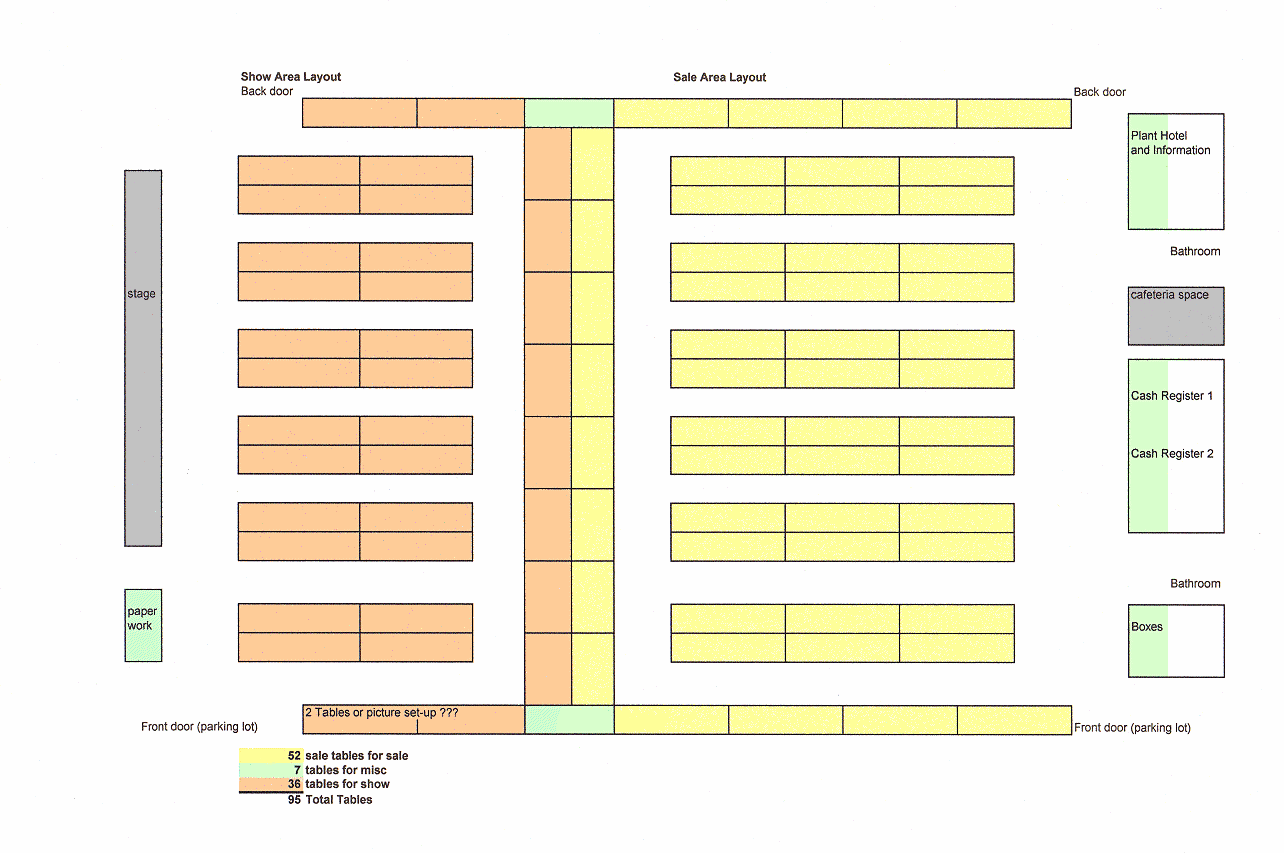 Show Area Layout
Sale Area Layout
Back door
Back door
Plant Hotel
and Information
Bathroom
stage
cafeteria space
Cash Register 1
Cash Register 2
Bathroom
paper
work
Boxes
2 Tables or picture set-up ???
Front door (parking lot)
Front door (parking lot)
52 sale tables for sale
7 tables for misc
36 tables for show
95 Total Tables